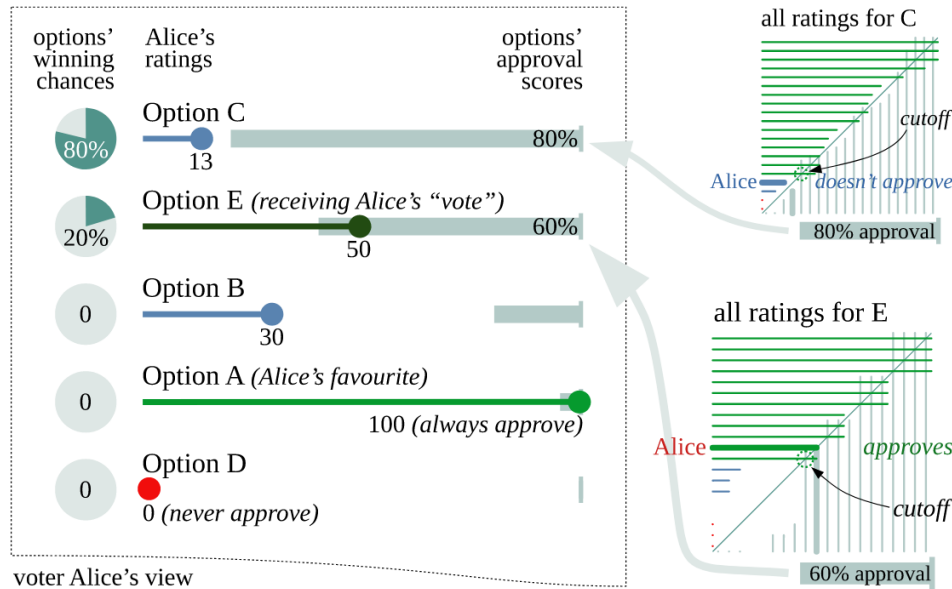 options’
winning
chances
Alice’s
ratings
options’
approval
scores
Option C
80%
13
80%
Option E (receiving Alice’s “vote”)
20%
50
60%
Option B
0
30
Option A (Alice’s favourite)
0
100 (always approve)
Option D
0
0 (never approve)
voter Alice’s view
all ratings for C
cutoff
Alice
doesn’t approve
80% approval
all ratings for E
Alice
approves
cutoff
60% approval